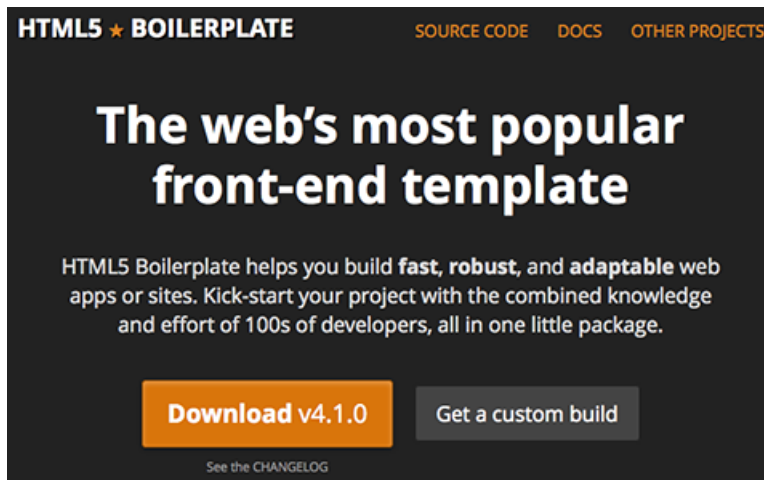 HTML5 ★ BOILERPLATE SOURCE CODE DOCS OTHER PROJECTS
The web's most popular
front-end template
HTML5 Boilerplate helps you build fast, robust, and adaptable web
apps or sites. Kick-start your project with the combined knowledge
and effort of 100s of developers, all in one little package.
Download v4.1.0 Get a custom build
See the CHANGELOG